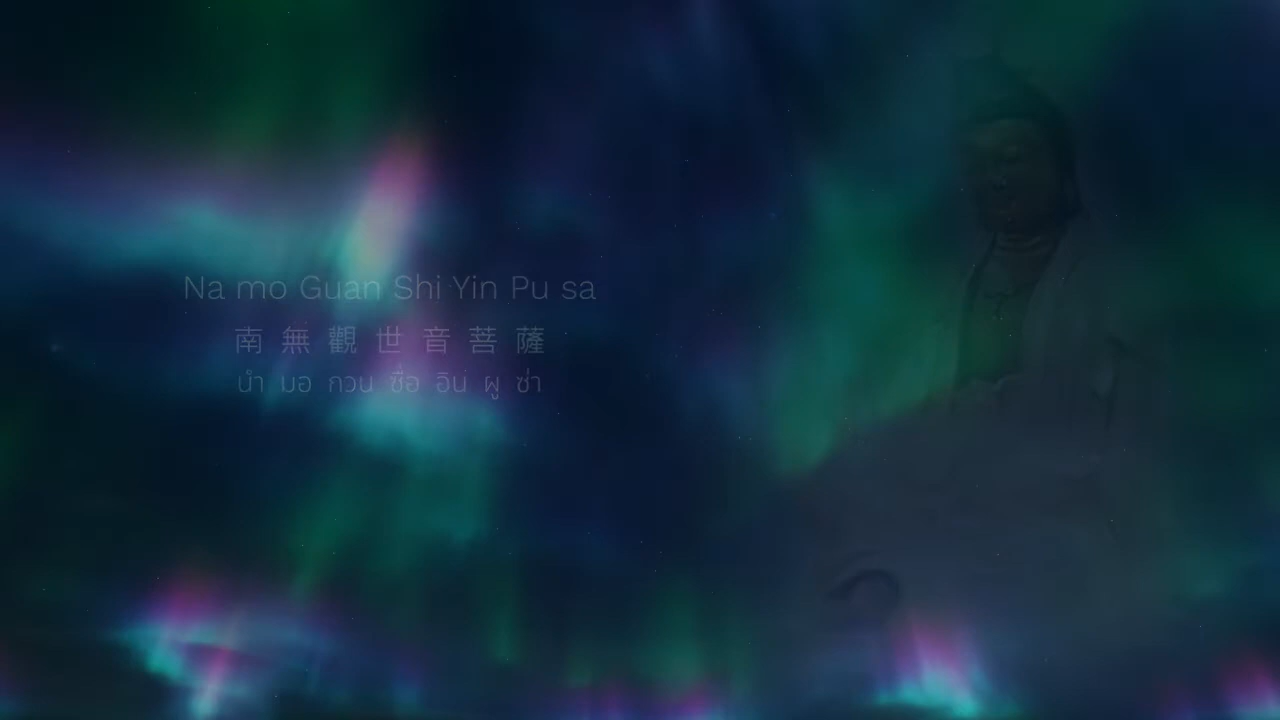 Na mo Guan Shi Yin Pu sa
南 無 觀 世 音 菩 薩
นำ มอ กวน ซื่อ อิน ผู ซ่า